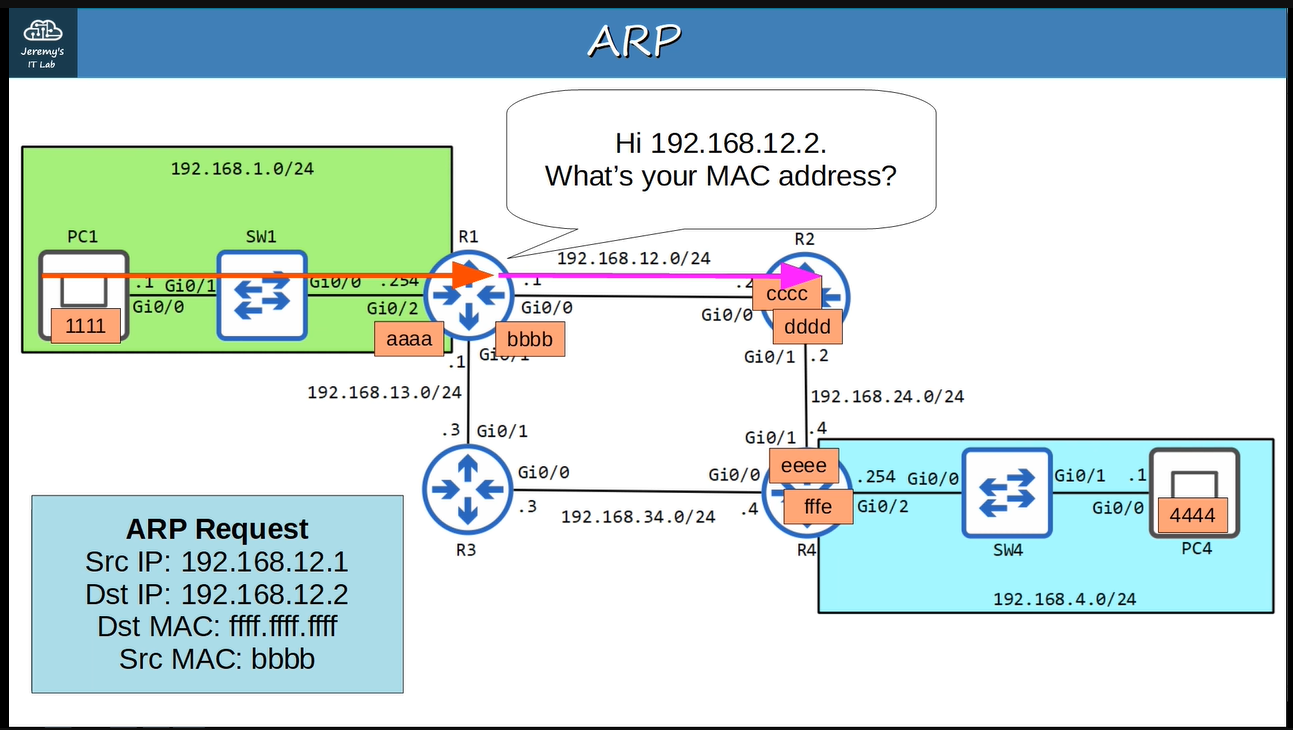 Jeremy's
IT Lab
ARP
Hi 192.168.12.2.
What's your MAC address?
192.168.1.0/24
PC1
SW1
R1
R2
192.168.12.0/24
.1
Gi0/1
Gi0/0
.254
.1
.2
Gi0/0
Gi0/2
Gi0/0
Gi0/0
cccc
1111
aaaa
bbbb
dddd
Gi0/1
.1
Gi0/1
.2
192.168.13.0/24
192.168.24.0/24
.3
Gi0/1
Gi0/1
.4
eeee
Gi0/0
Gi0/0
.254
Gi0/0
Gi0/1
.1
.3
192.168.34.0/24
.4
fffe
Gi0/2
Gi0/0
4444
R3
R4
SW4
PC4
192.168.4.0/24
ARP Request
Src IP: 192.168.12.1
Dst IP: 192.168.12.2
Dst MAC: ffff.ffff.ffff
Src MAC: bbbb